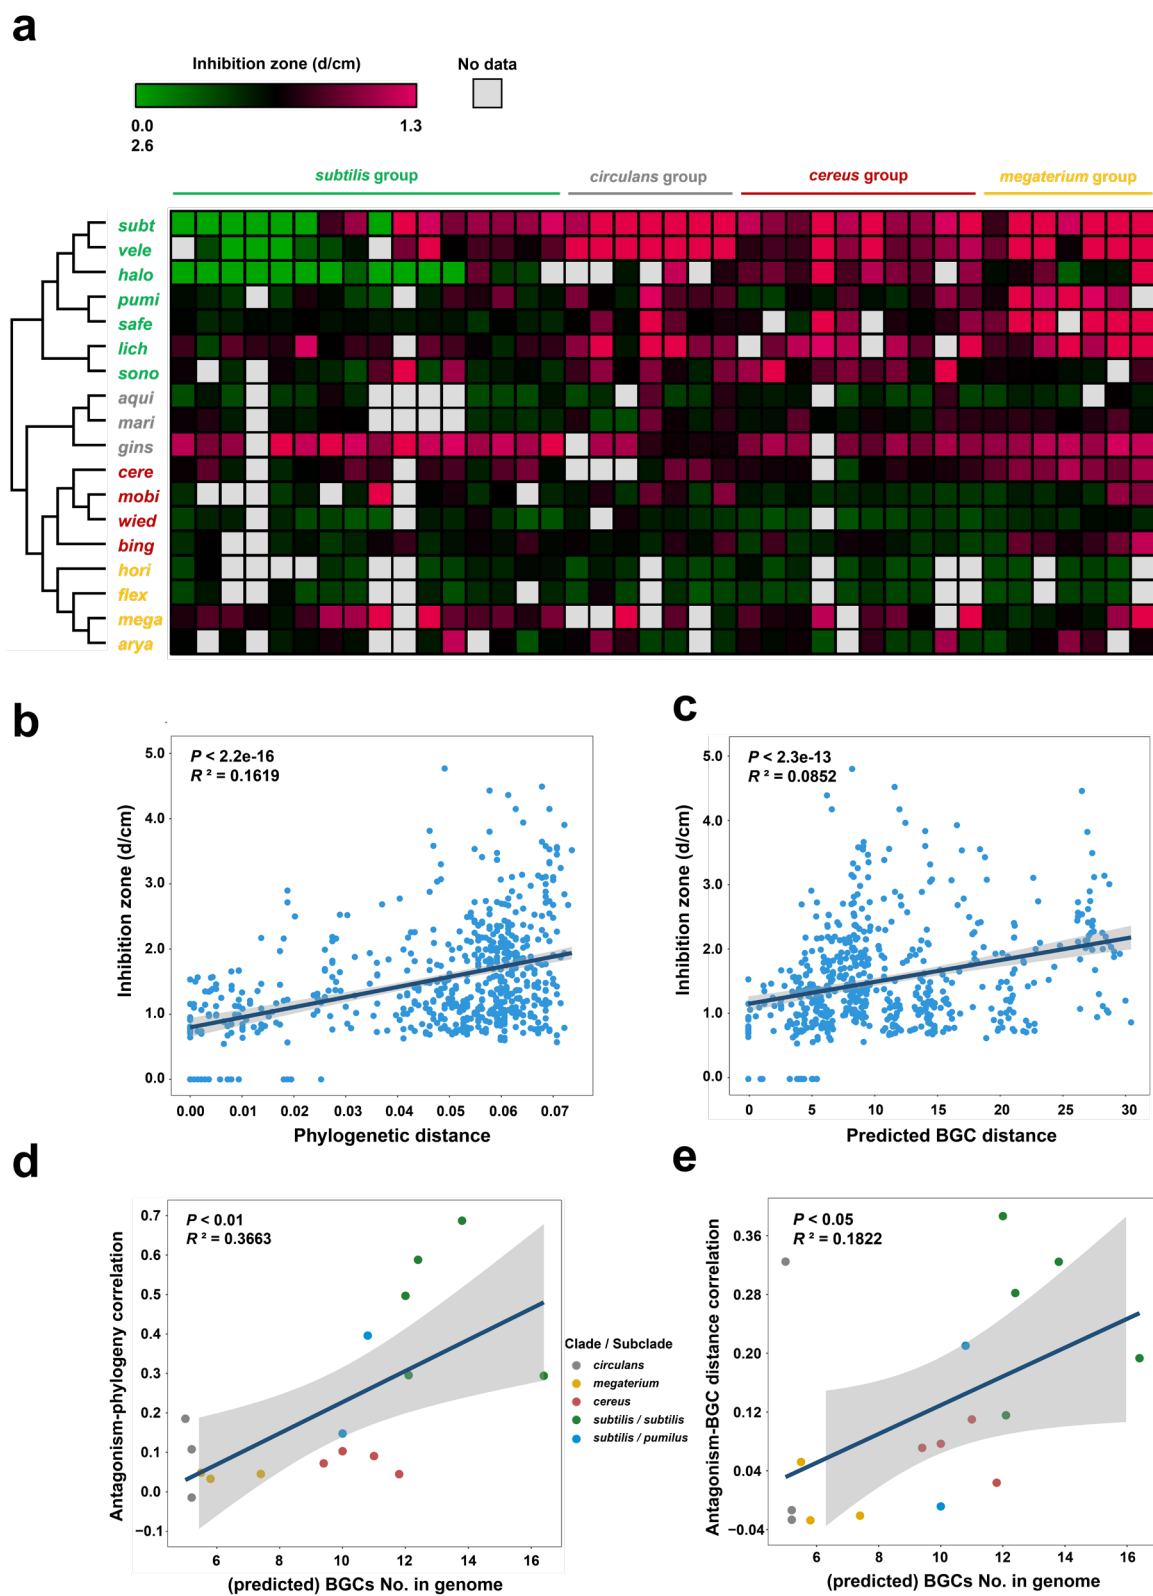 a
Inhibition zone (d/cm)
No data
0.0
1.3
2.6
subtilis group
circulans group
cereus group
megaterium group
subt
vele
halo
pumi
safe
lich
sono
aqui
mari
gins
cere
mobi
wied
bing
hori
flex
mega
arya
b
P < 2.2e-16
R² = 0.1619
Inhibition zone (d/cm)
5.0
4.0
3.0
2.0
1.0
0.0
0.00 0.01 0.02 0.03 0.04 0.05 0.06 0.07
Phylogenetic distance
c
P < 2.3e-13
R² = 0.0852
Inhibition zone (d/cm)
5.0
4.0
3.0
2.0
1.0
0.0
0 5 10 15 20 25 30
Predicted BGC distance
d
P < 0.01
R² = 0.3663
Antagonism-phylogeny correlation
0.7
0.6
0.5
0.4
0.3
0.2
0.1
0.0
−0.1
6 8 10 12 14 16
(predicted) BGCs No. in genome
Clade / Subclade
circulans
megaterium
cereus
subtilis / subtilis
subtilis / pumilus
e
P < 0.05
R² = 0.1822
Antagonism-BGC distance correlation
0.36
0.28
0.20
0.12
0.04
−0.04
6 8 10 12 14 16
(predicted) BGCs No. in genome